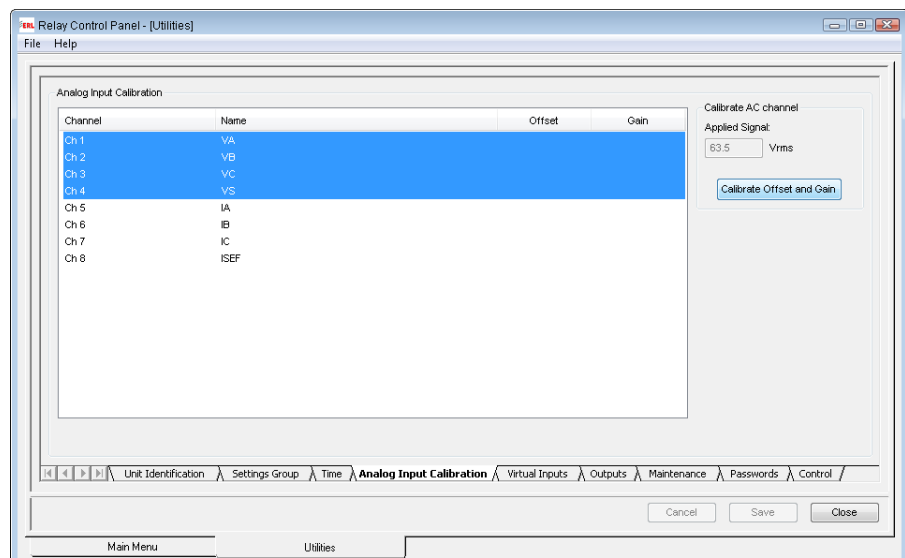 ERL Relay Control Panel - [Utilities]
File Help
Analog Input Calibration
Channel Name Offset Gain
Ch 1 VA
Ch 2 VB
Ch 3 VC
Ch 4 VS
Ch 5 IA
Ch 6 IB
Ch 7 IC
Ch 8 ISEF
Calibrate AC channel
Applied Signal:
63.5 Vrms
Calibrate Offset and Gain
Unit Identification Settings Group Time Analog Input Calibration Virtual Inputs Outputs Maintenance Passwords Control
Cancel Save Close
Main Menu Utilities